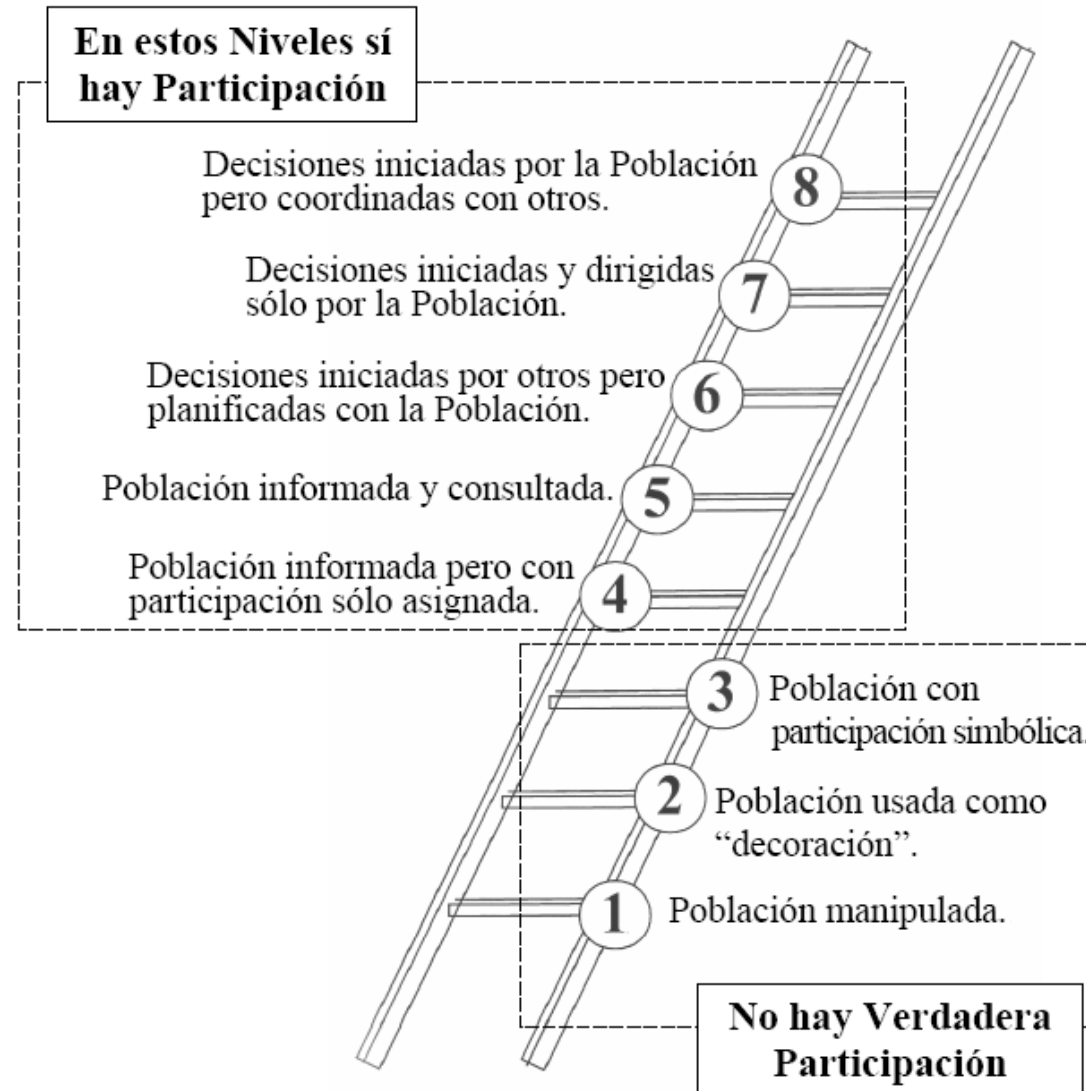 En estos Niveles sí
hay Participación
Decisiones iniciadas por la Población
pero coordinadas con otros.
8
Decisiones iniciadas y dirigidas
sólo por la Población.
7
Decisiones iniciadas por otros pero
planificadas con la Población.
6
Población informada y consultada.
5
Población informada pero con
participación sólo asignada.
4
3
Población con
participación simbólica.
2
Población usada como
“decoración”.
1
Población manipulada.
No hay Verdadera
Participación